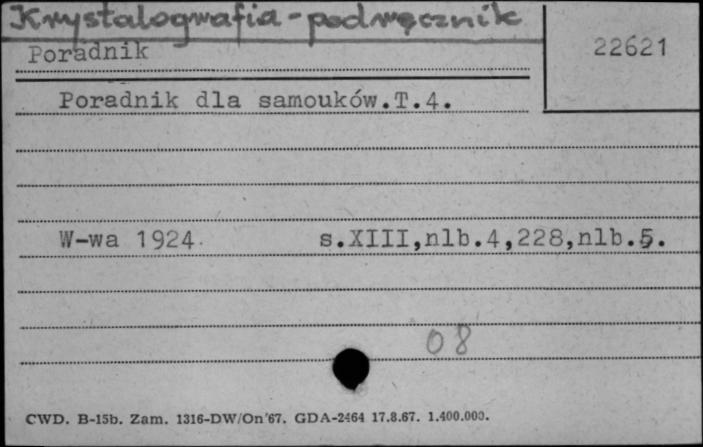 Krystalografia - podręcznik
Poradnik
22621
Poradnik dla samouków.T.4.
W-wa 1924. s.XIII,nlb.4,228,nlb.5.
08
CWD. B-15b. Zam. 1316-DW/On'67. GDA-2464 17.8.67. 1.400.000.